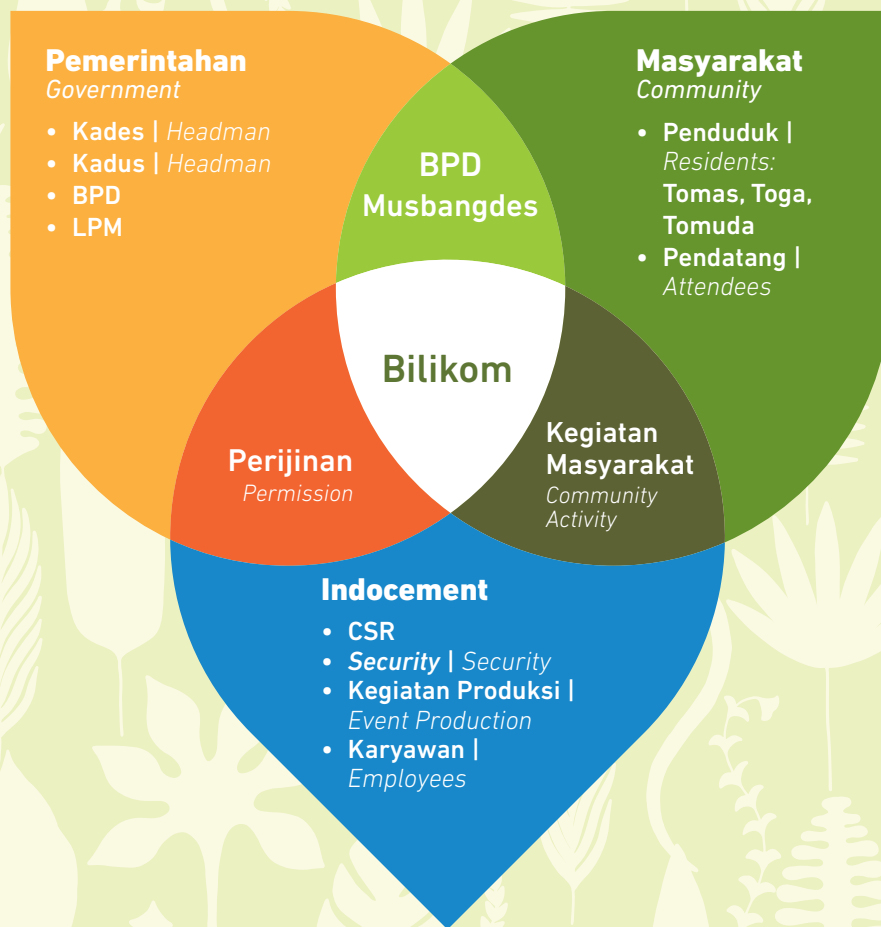 Pemerintahan
Government
• Kades | Headman
• Kadus | Headman
• BPD
• LPM
BPD
Musbangdes
Masyarakat
Community
• Penduduk |
Residents:
Tomas, Toga,
Tomuda
• Pendatang |
Attendees
Bilikom
Perijinan
Permission
Kegiatan
Masyarakat
Community
Activity
Indocement
• CSR
• Security | Security
• Kegiatan Produksi |
Event Production
• Karyawan |
Employees